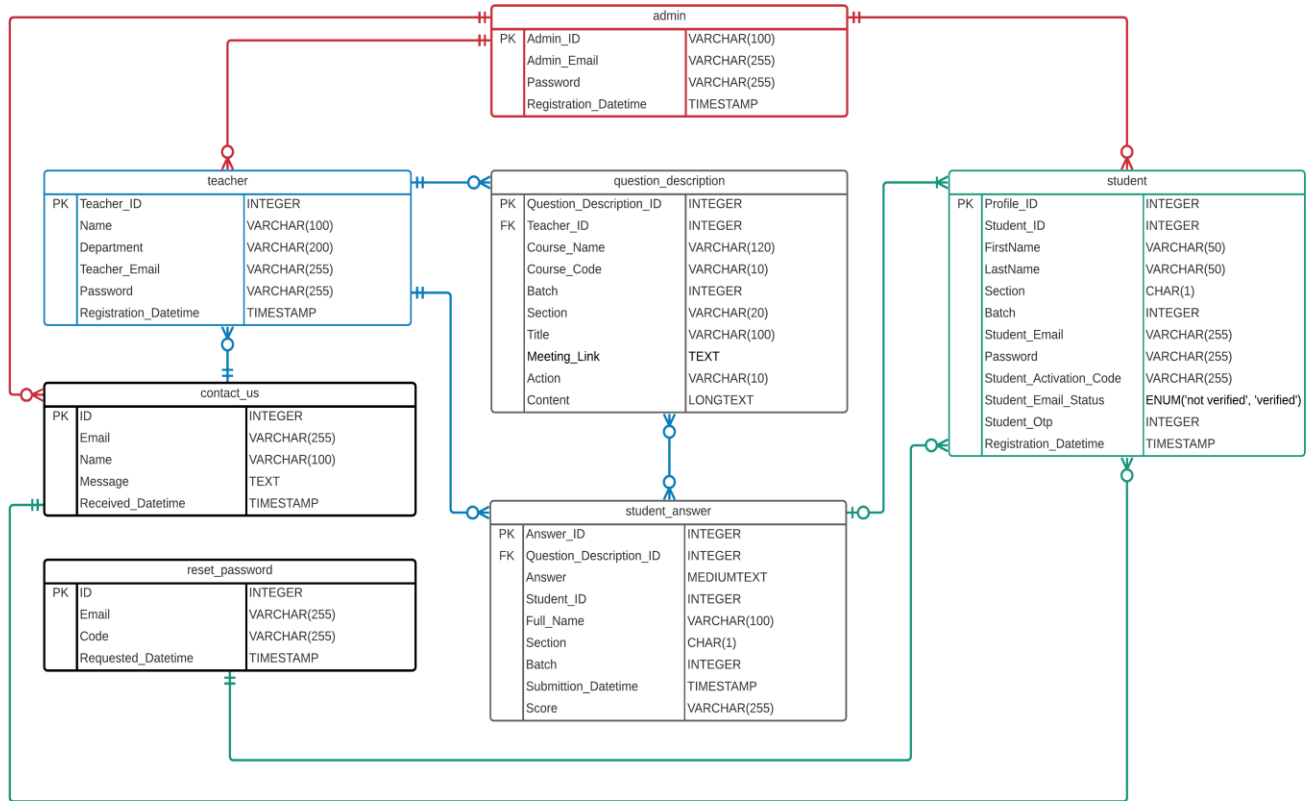 admin
PK Admin_ID VARCHAR(100)
Admin_Email VARCHAR(255)
Password VARCHAR(255)
Registration_Datetime TIMESTAMP
teacher
PK Teacher_ID INTEGER
Name VARCHAR(100)
Department VARCHAR(200)
Teacher_Email VARCHAR(255)
Password VARCHAR(255)
Registration_Datetime TIMESTAMP
question_description
PK Question_Description_ID INTEGER
FK Teacher_ID INTEGER
Course_Name VARCHAR(120)
Course_Code VARCHAR(10)
Batch INTEGER
Section VARCHAR(20)
Title VARCHAR(100)
Meeting_Link TEXT
Action VARCHAR(10)
Content LONGTEXT
student
PK Profile_ID INTEGER
Student_ID INTEGER
FirstName VARCHAR(50)
LastName VARCHAR(50)
Section CHAR(1)
Batch INTEGER
Student_Email VARCHAR(255)
Password VARCHAR(255)
Student_Activation_Code VARCHAR(255)
Student_Email_Status ENUM('not verified', 'verified')
Student_Otp INTEGER
Registration_Datetime TIMESTAMP
contact_us
PK ID INTEGER
Email VARCHAR(255)
Name VARCHAR(100)
Message TEXT
Received_Datetime TIMESTAMP
student_answer
PK Answer_ID INTEGER
FK Question_Description_ID INTEGER
Answer MEDIUMTEXT
Student_ID INTEGER
Full_Name VARCHAR(100)
Section CHAR(1)
Batch INTEGER
Submittion_Datetime TIMESTAMP
Score VARCHAR(255)
reset_password
PK ID INTEGER
Email VARCHAR(255)
Code VARCHAR(255)
Requested_Datetime TIMESTAMP